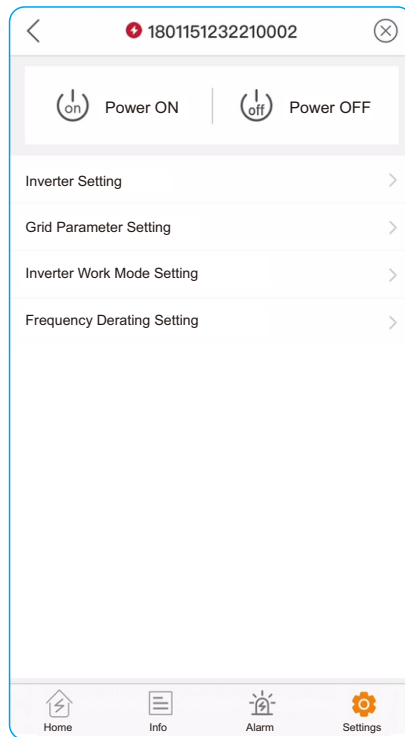 1801151232210002
on Power ON off Power OFF
Inverter Setting
Grid Parameter Setting
Inverter Work Mode Setting
Frequency Derating Setting
Home Info Alarm Settings